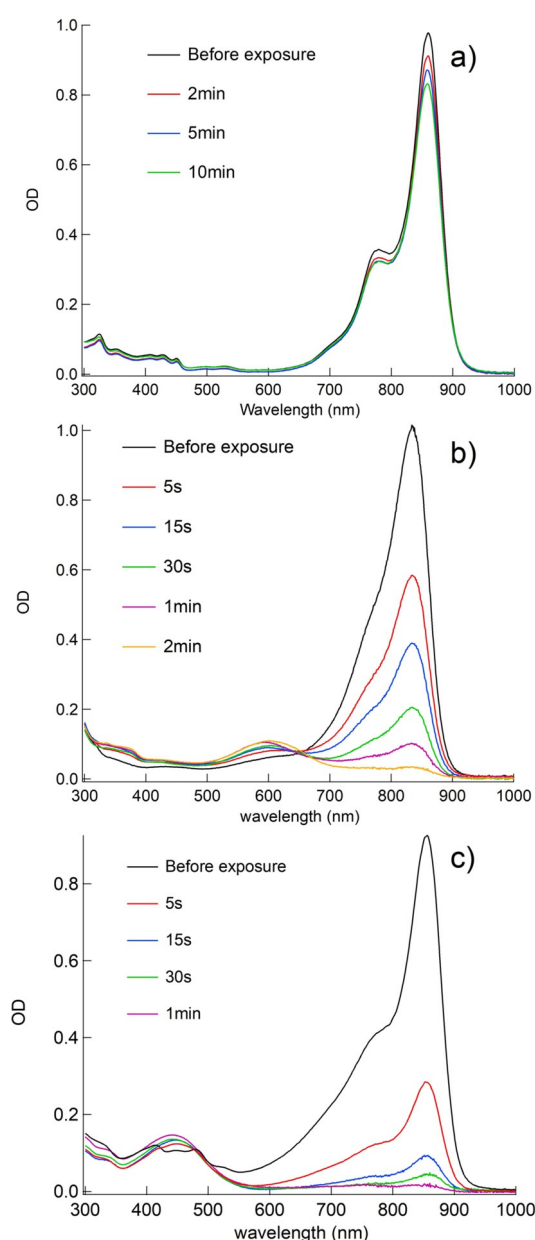 a)
Before exposure
2min
5min
10min
OD
1.0
0.8
0.6
0.4
0.2
0.0
300 400 500 600 700 800 900 1000
Wavelength (nm)
b)
Before exposure
5s
15s
30s
1min
2min
OD
1.0
0.8
0.6
0.4
0.2
0.0
300 400 500 600 700 800 900 1000
wavelength (nm)
c)
Before exposure
5s
15s
30s
1min
OD
0.8
0.6
0.4
0.2
0.0
300 400 500 600 700 800 900 1000
wavelength (nm)